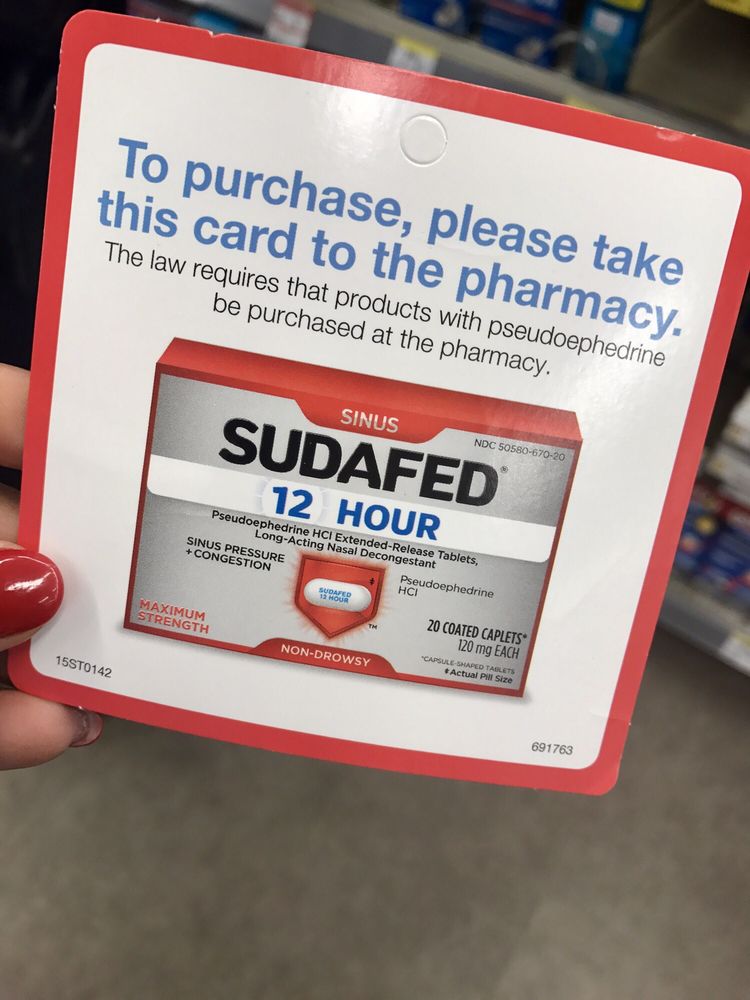 To purchase, please take
this card to the pharmacy.
The law requires that products with pseudoephedrine
be purchased at the pharmacy.
SINUS
NDC 50580-670-20
SUDAFED®
12 HOUR
Pseudoephedrine HCl Extended-Release Tablets,
Long-Acting Nasal Decongestant
SINUS PRESSURE
+ CONGESTION
SUDAFED
12 HOUR
‡
TM
Pseudoephedrine
HCl
MAXIMUM
STRENGTH
20 COATED CAPLETS*
120 mg EACH
*CAPSULE-SHAPED TABLETS
‡Actual Pill Size
NON-DROWSY
15ST0142
691763